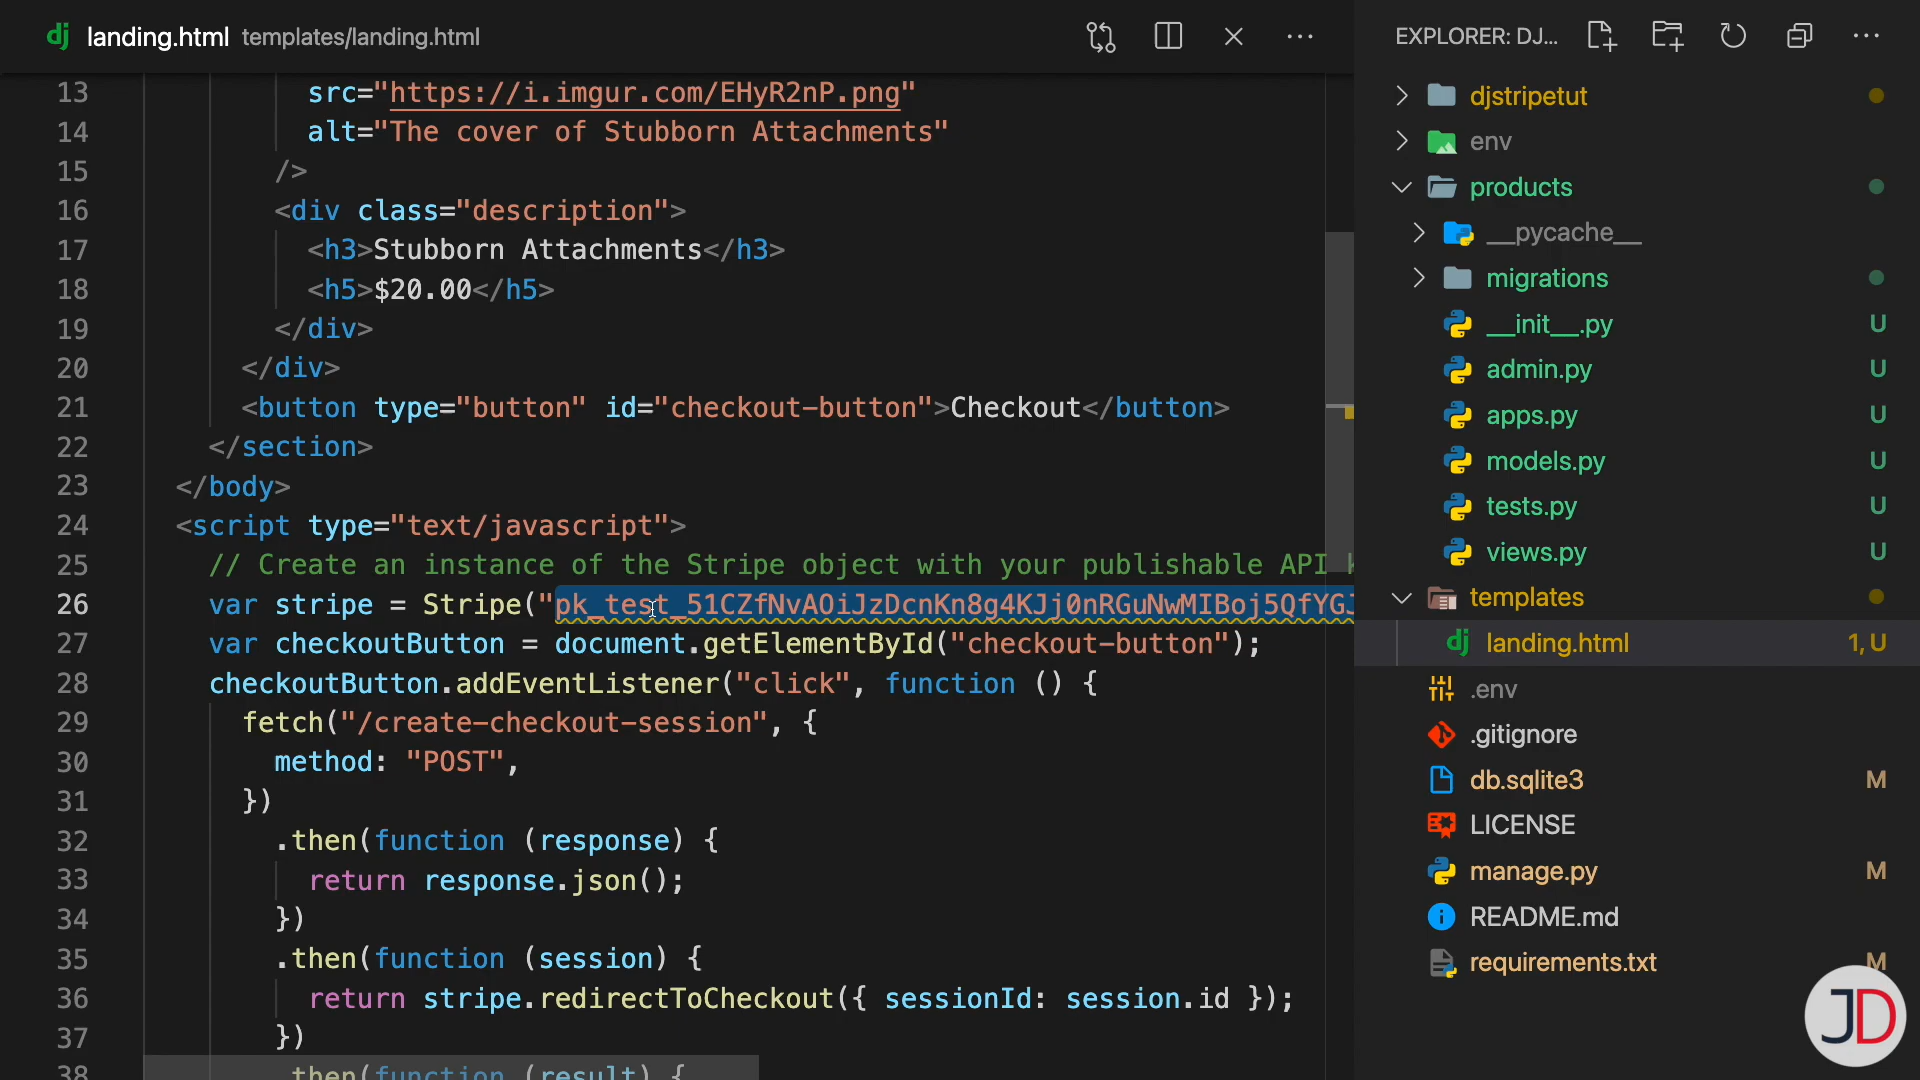 landing.html templates/landing.html
13 src="https://i.imgur.com/EHyR2nP.png"
14 alt="The cover of Stubborn Attachments"
15 />
16 <div class="description">
17 <h3>Stubborn Attachments</h3>
18 <h5>$20.00</h5>
19 </div>
20 </div>
21 <button type="button" id="checkout-button">Checkout</button>
22 </section>
23 </body>
24 <script type="text/javascript">
25 // Create an instance of the Stripe object with your publishable API k
26 var stripe = Stripe("pk_test_51CZfNvAOiJzDcnKn8g4KJj0nRGuNwMIBoj5QfYGJ
27 var checkoutButton = document.getElementById("checkout-button");
28 checkoutButton.addEventListener("click", function () {
29 fetch("/create-checkout-session", {
30 method: "POST",
31 })
32 .then(function (response) {
33 return response.json();
34 })
35 .then(function (session) {
36 return stripe.redirectToCheckout({ sessionId: session.id });
37 })
38 .then(function (result) {
EXPLORER: DJ...
djstripetut
env
products
__pycache__
migrations
__init__.py U
admin.py U
apps.py U
models.py U
tests.py U
views.py U
templates
dj landing.html 1, U
.env
.gitignore
db.sqlite3 M
LICENSE
manage.py M
README.md
requirements.txt M
JD